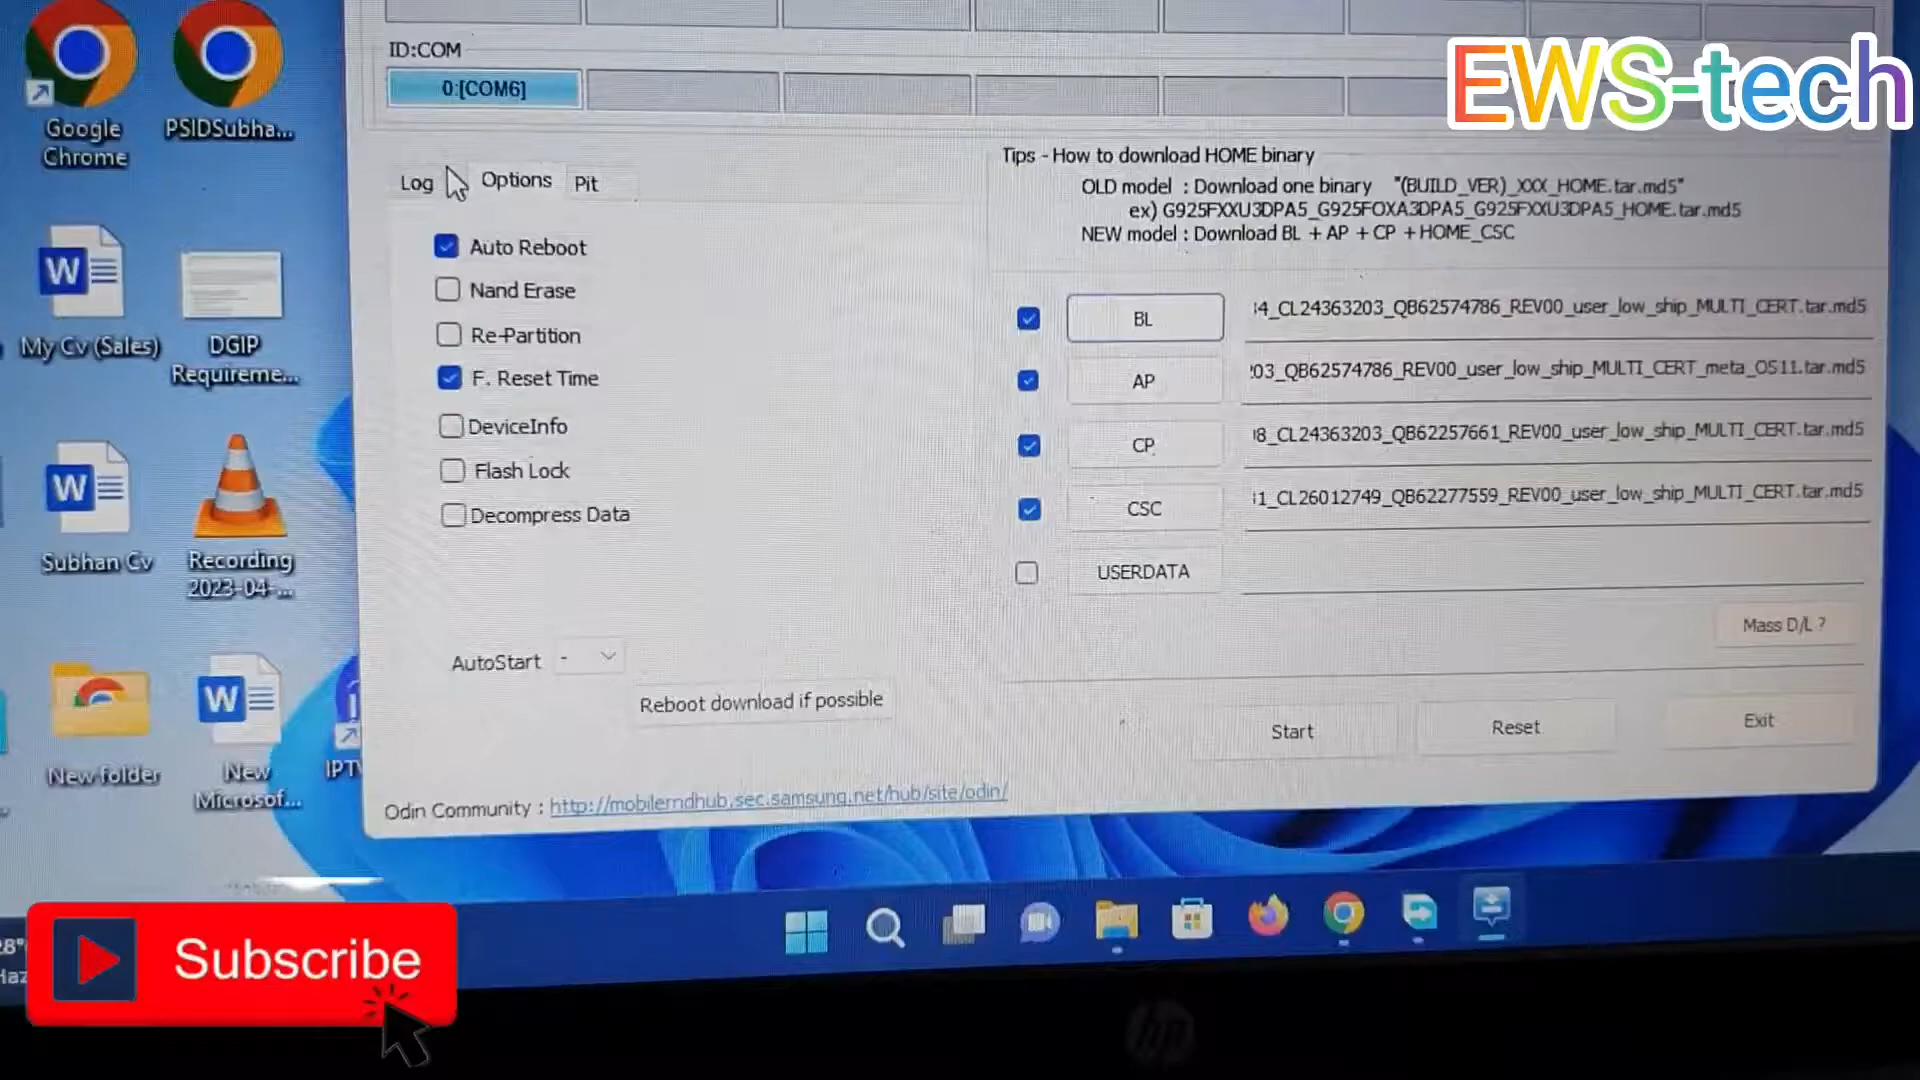 EWS-tech
ID:COM
0:[COM6]
Google
Chrome
PSIDSubha...
Log
Options
Pit
Tips - How to download HOME binary
OLD model : Download one binary "(BUILD_VER)_XXX_HOME.tar.md5"
ex) G925FXXU3DPA5_G925FOXA3DPA5_G925FXXU3DPA5_HOME.tar.md5
NEW model : Download BL + AP + CP + HOME_CSC
Auto Reboot
Nand Erase
Re-Partition
F. Reset Time
DeviceInfo
Flash Lock
Decompress Data
BL
4_CL24363203_QB62574786_REV00_user_low_ship_MULTI_CERT.tar.md5
AP
03_QB62574786_REV00_user_low_ship_MULTI_CERT_meta_OS11.tar.md5
CP
8_CL24363203_QB62257661_REV00_user_low_ship_MULTI_CERT.tar.md5
CSC
1_CL26012749_QB62277559_REV00_user_low_ship_MULTI_CERT.tar.md5
USERDATA
Mass D/L ?
AutoStart
-
Reboot download if possible
Start
Reset
Exit
Odin Community : http://mobilerndhub.sec.samsung.net/hub/site/odin/
W
My Cv (Sales)
DGIP
Requireme...
W
Subhan Cv
Recording
2023-04-...
New folder
W
New
Microsof...
IPTV
Subscribe
hp